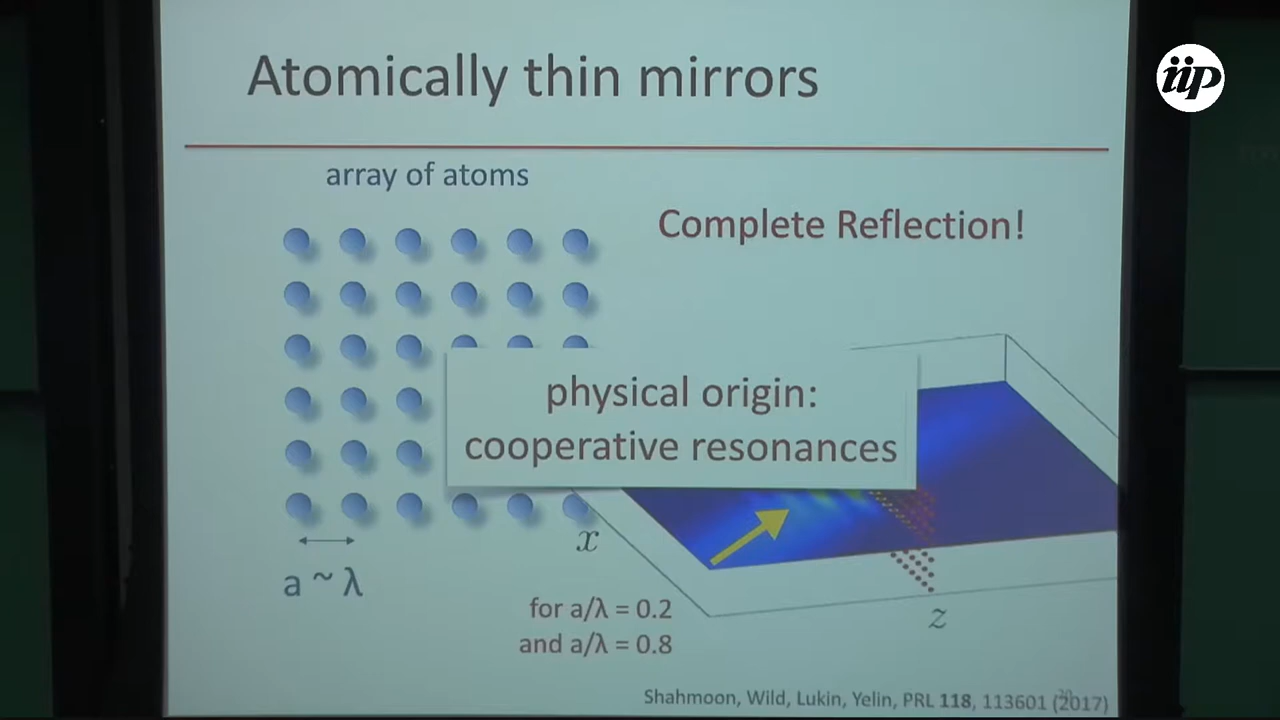 Atomically thin mirrors
iip
array of atoms
Complete Reflection!
physical origin:
cooperative resonances
x
a ~ λ
for a/λ = 0.2
and a/λ = 0.8
z
Shahmoon, Wild, Lukin, Yelin, PRL 118, 113601 (2017)